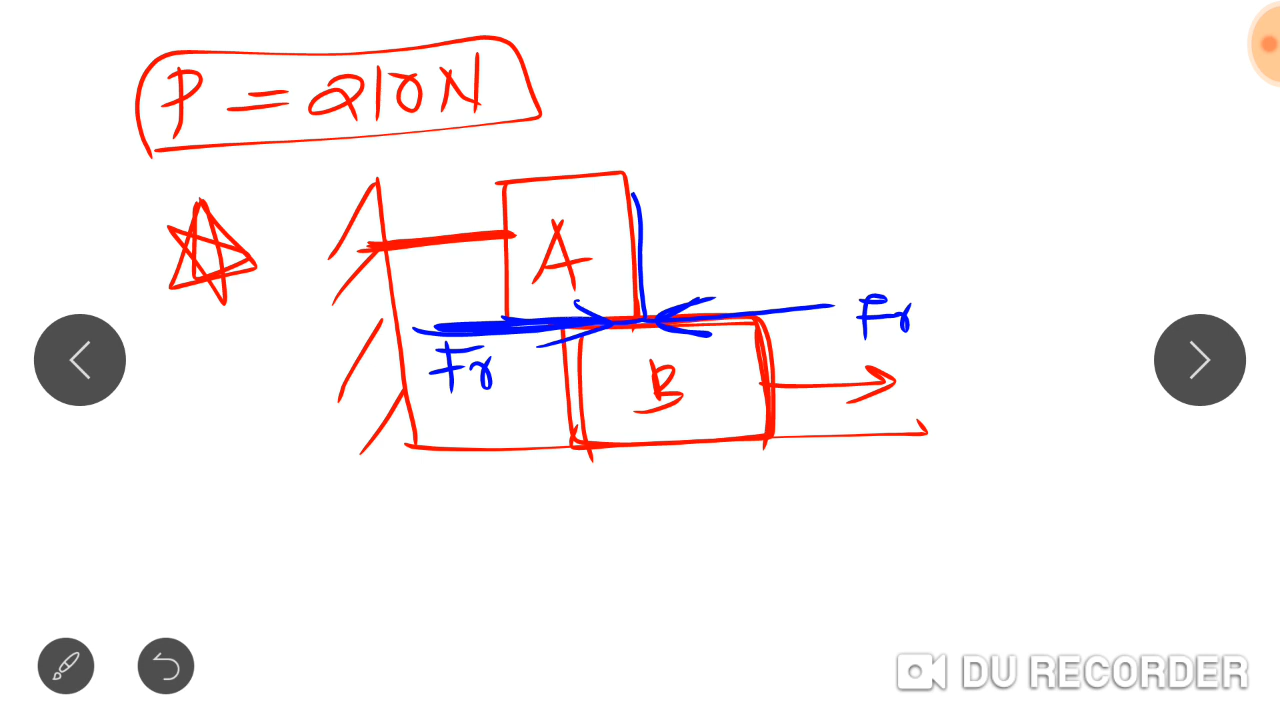 P = 210N
A
Fr
Fr
B
DU RECORDER